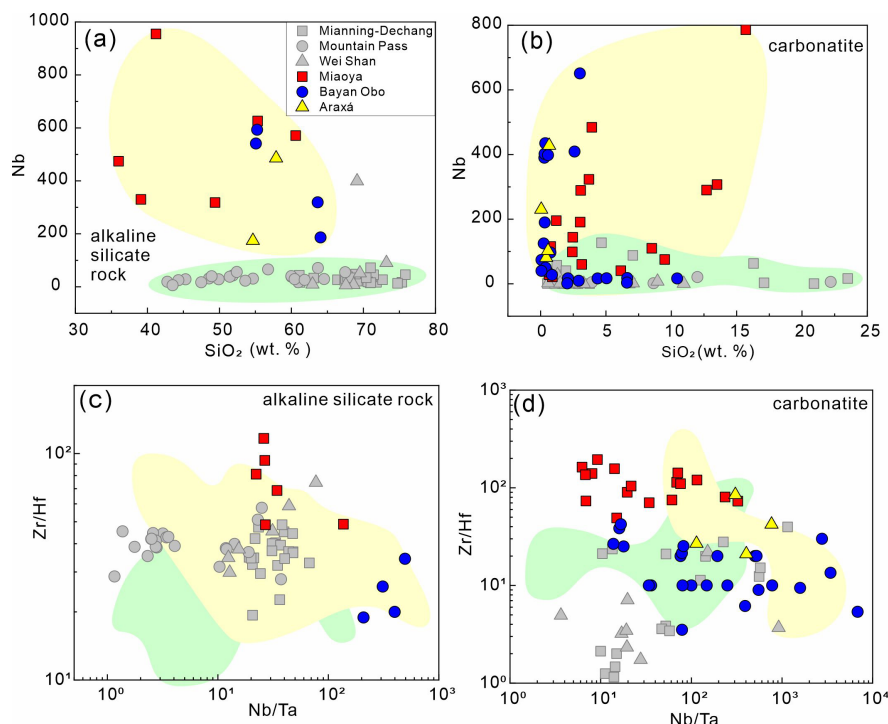 (a)
1000
800
600
400
200
0
Nb
Mianning-Dechang
Mountain Pass
Wei Shan
Miaoya
Bayan Obo
Araxá
alkaline
silicate
rock
30 40 50 60 70 80
SiO₂ (wt. %)
(b)
carbonatite
800
600
400
200
0
Nb
0 5 10 15 20 25
SiO₂(wt. %)
(c)
alkaline silicate rock
10²
10¹
Zr/Hf
10⁰ 10¹ 10² 10³
Nb/Ta
(d)
carbonatite
10³
10²
10¹
10⁰
Zr/Hf
10⁰ 10¹ 10² 10³ 10⁴
Nb/Ta